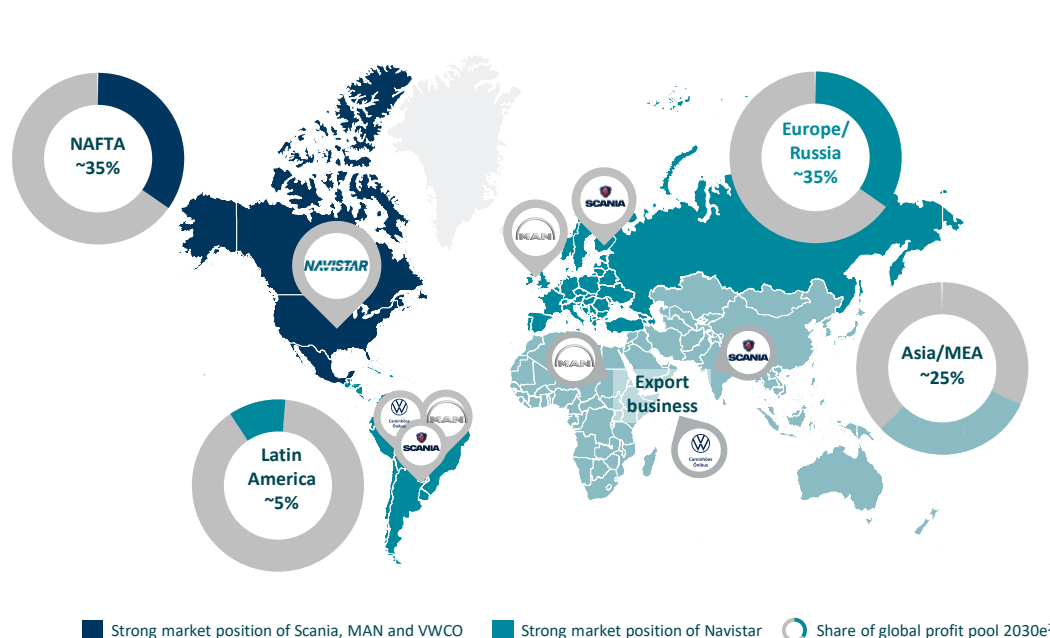 NAFTA
~35%
Europe/
Russia
~35%
SCANIA
MAN
NAVISTAR
MAN
SCANIA
Asia/MEA
~25%
Export
business
Caminhões
Ônibus
MAN
SCANIA
Caminhões
Ônibus
Latin
America
~5%
Strong market position of Scania, MAN and VWCO
Strong market position of Navistar
Share of global profit pool 2030e